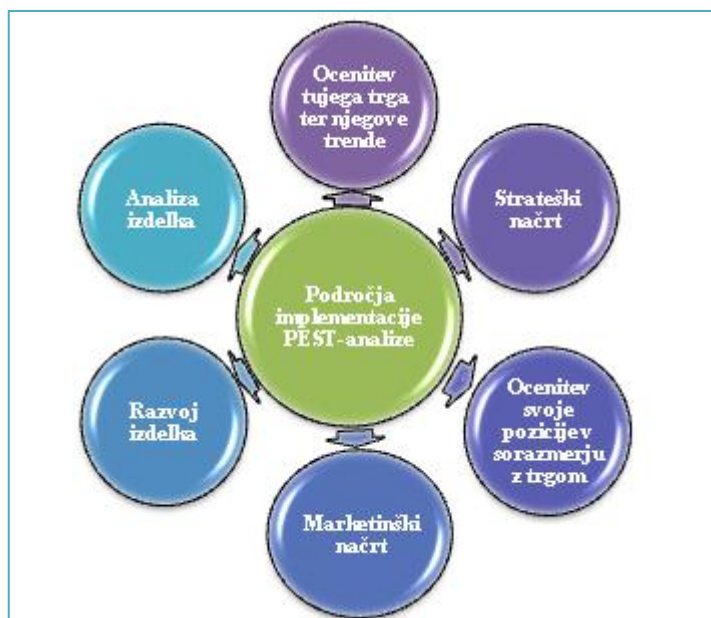 Ocenitev
tujega trga
ter njegove
trende
Analiza
izdelka
Strateški
načrt
Področja
implementacije
PEST-analize
Razvoj
izdelka
Ocenitev
svoje
pozicije v
sorazmerju
z trgom
Marketinški
načrt